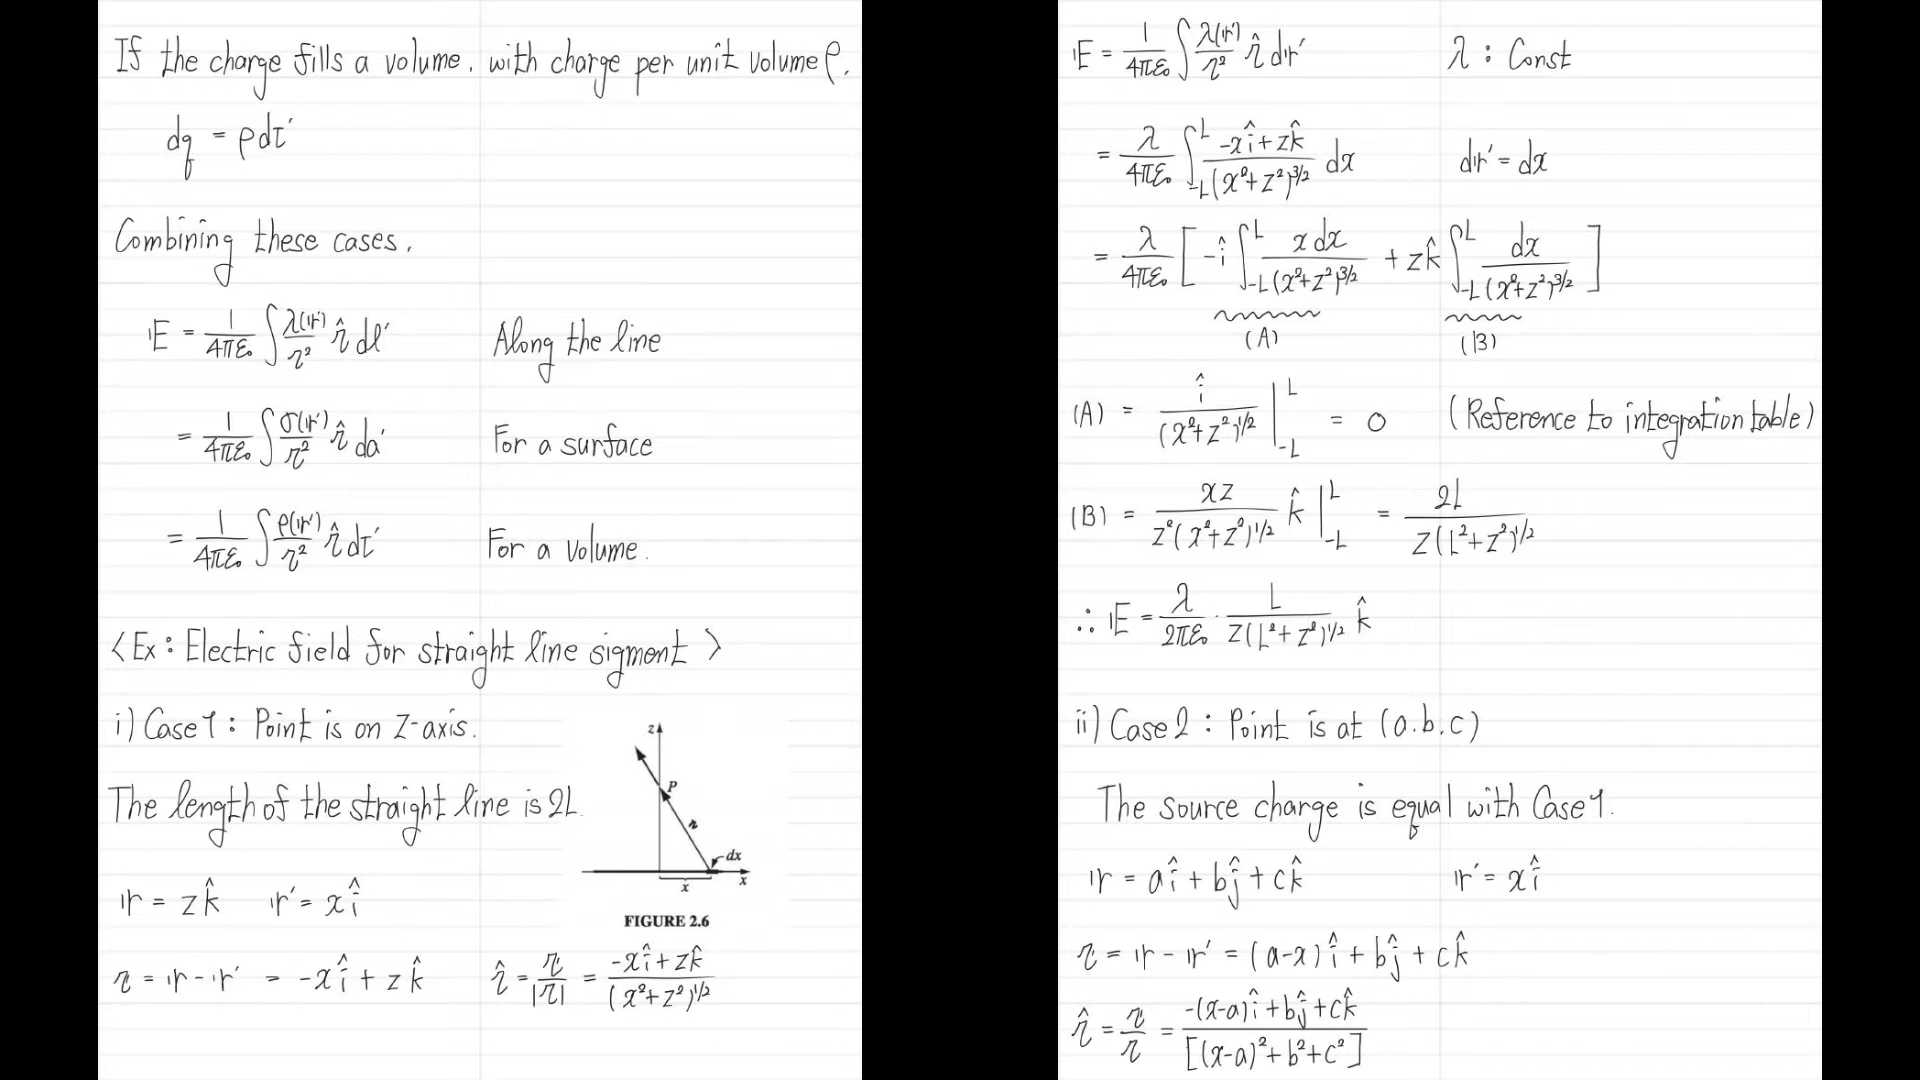 If the charge fills a volume. with charge per unit volume ρ.
dq = ρdτ′
Combining these cases.
E = 1/4πε₀ ∫ λ(r′)/r² r̂ dl′ Along the line
= 1/4πε₀ ∫ σ(r′)/r² r̂ da′ For a surface
= 1/4πε₀ ∫ ρ(r′)/r² r̂ dτ′ For a volume.
<Ex: Electric field for straight line sigment >
i) Case 1: Point is on Z-axis.
The length of the straight line is 2L.
r = zk̂ r′ = xî
r = r - r′ = -xî + zk̂ r̂ = r/|r| = (-xî + zk̂)/(x²+z²)^1/2
z
P
r
dx
x
x
FIGURE 2.6
E = 1/4πε₀ ∫ λ(r′)/r² r̂ dr′ λ : Const
= λ/4πε₀ ∫_-L^L (-xî + zk̂)/(x²+z²)^3/2 dx dr′ = dx
= λ/4πε₀ [ -î ∫_-L^L x dx/(x²+z²)^3/2 + zk̂ ∫_-L^L dx/(x²+z²)^3/2 ]
(A) (B)
(A) = î/(x²+z²)^1/2 |_-L^L = 0 (Reference to integration table)
(B) = xz/z²(x²+z²)^1/2 k̂ |_-L^L = 2L/z(L²+z²)^1/2
∴ E = λ/2πε₀ · L/z(L²+z²)^1/2 k̂
ii) Case 2 : Point is at (a.b.c)
The source charge is equal with Case 1.
r = aî + bĵ + ck̂ r′ = xî
r = r - r′ = (a-x)î + bĵ + ck̂
r̂ = r/r = (-(x-a)î + bĵ + ck̂)/[(x-a)²+b²+c²]